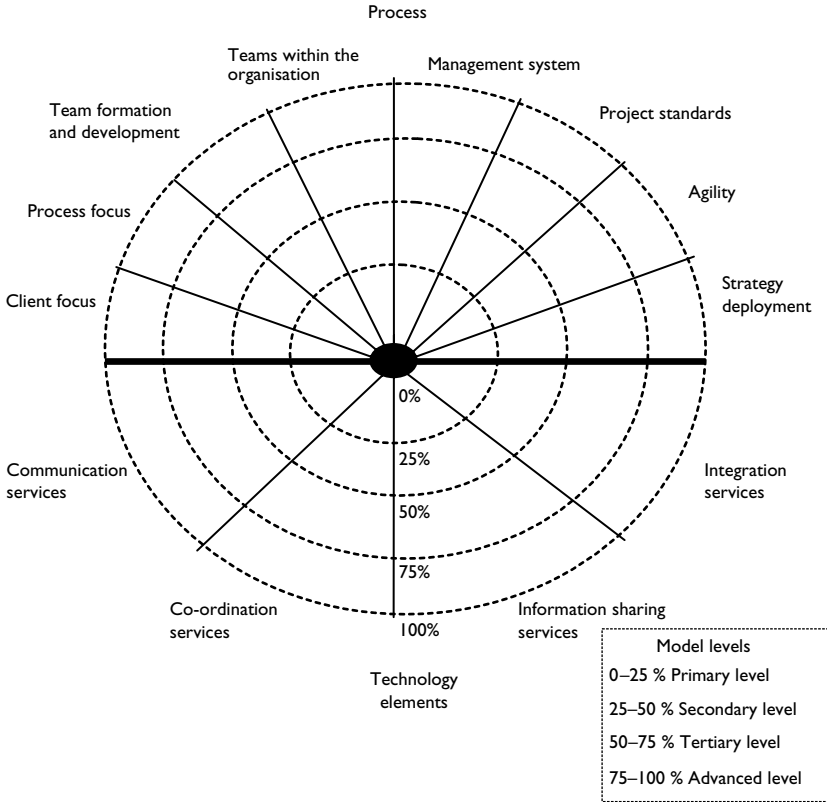 Process
Teams within the
organisation
Management system
Team formation
and development
Project standards
Process focus
Agility
Client focus
Strategy
deployment
0%
25%
50%
75%
100%
Communication
services
Integration
services
Co-ordination
services
Information sharing
services
Technology
elements
Model levels
0–25 % Primary level
25–50 % Secondary level
50–75 % Tertiary level
75–100 % Advanced level